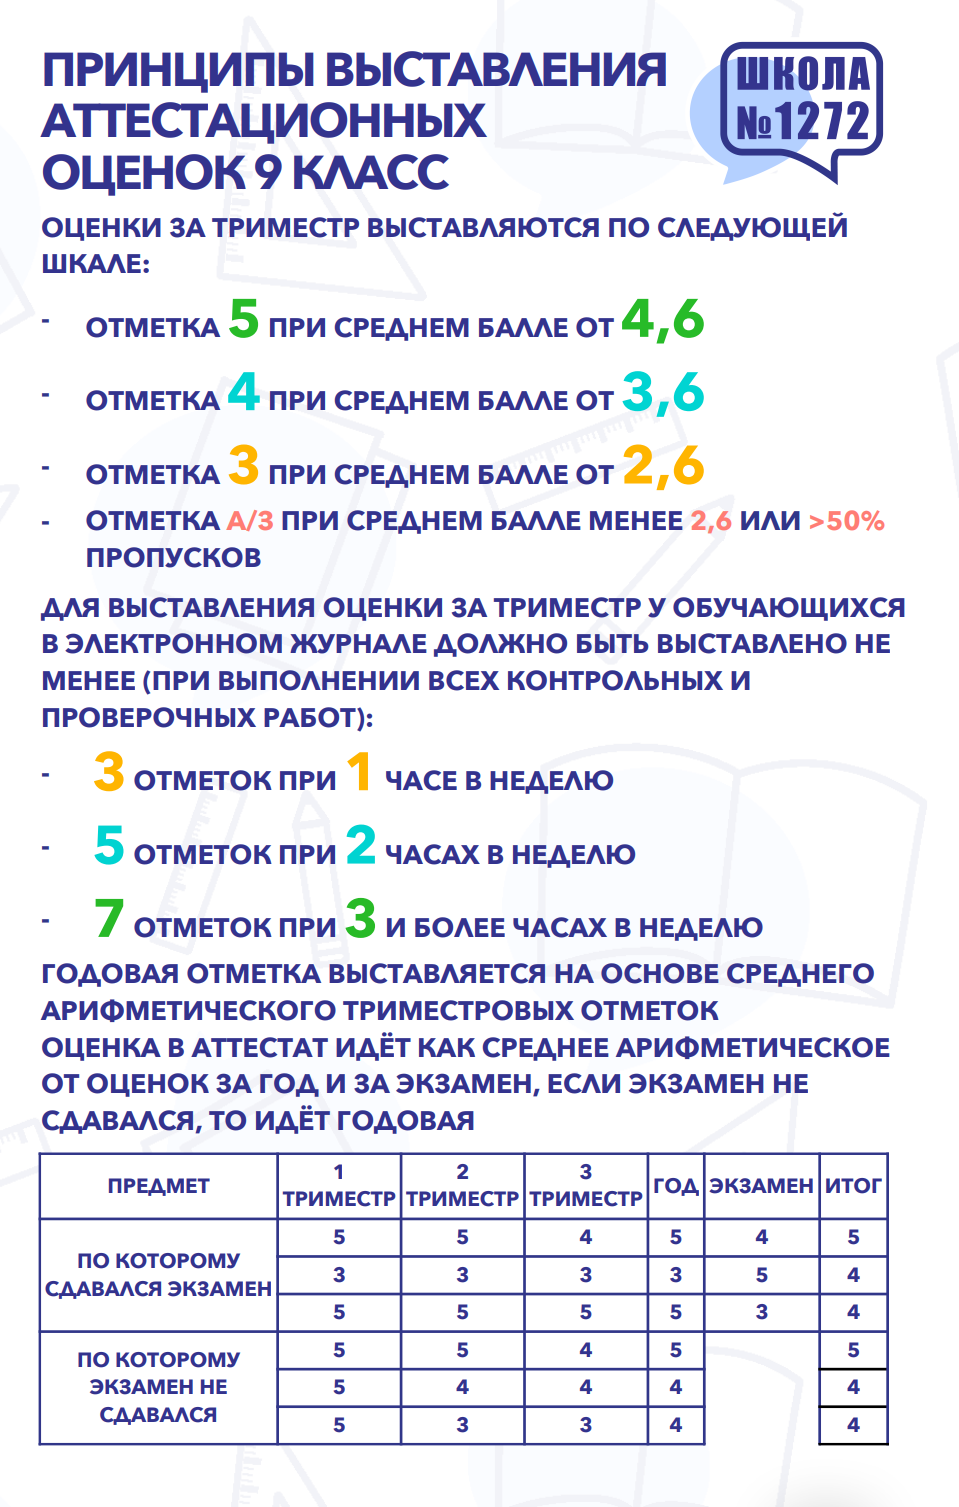 ПРИНЦИПЫ ВЫСТАВЛЕНИЯ
АТТЕСТАЦИОННЫХ
ОЦЕНОК 9 КЛАСС
ШКОЛА
№1272
ОЦЕНКИ ЗА ТРИМЕСТР ВЫСТАВЛЯЮТСЯ ПО СЛЕДУЮЩЕЙ
ШКАЛЕ:
- ОТМЕТКА 5 ПРИ СРЕДНЕМ БАЛЛЕ ОТ 4,6
- ОТМЕТКА 4 ПРИ СРЕДНЕМ БАЛЛЕ ОТ 3,6
- ОТМЕТКА 3 ПРИ СРЕДНЕМ БАЛЛЕ ОТ 2,6
- ОТМЕТКА А/З ПРИ СРЕДНЕМ БАЛЛЕ МЕНЕЕ 2,6 ИЛИ >50%
ПРОПУСКОВ
ДЛЯ ВЫСТАВЛЕНИЯ ОЦЕНКИ ЗА ТРИМЕСТР У ОБУЧАЮЩИХСЯ
В ЭЛЕКТРОННОМ ЖУРНАЛЕ ДОЛЖНО БЫТЬ ВЫСТАВЛЕНО НЕ
МЕНЕЕ (ПРИ ВЫПОЛНЕНИИ ВСЕХ КОНТРОЛЬНЫХ И
ПРОВЕРОЧНЫХ РАБОТ):
- 3 ОТМЕТОК ПРИ 1 ЧАСЕ В НЕДЕЛЮ
- 5 ОТМЕТОК ПРИ 2 ЧАСАХ В НЕДЕЛЮ
- 7 ОТМЕТОК ПРИ 3 И БОЛЕЕ ЧАСАХ В НЕДЕЛЮ
ГОДОВАЯ ОТМЕТКА ВЫСТАВЛЯЕТСЯ НА ОСНОВЕ СРЕДНЕГО
АРИФМЕТИЧЕСКОГО ТРИМЕСТРОВЫХ ОТМЕТОК
ОЦЕНКА В АТТЕСТАТ ИДЁТ КАК СРЕДНЕЕ АРИФМЕТИЧЕСКОЕ
ОТ ОЦЕНОК ЗА ГОД И ЗА ЭКЗАМЕН, ЕСЛИ ЭКЗАМЕН НЕ
СДАВАЛСЯ, ТО ИДЁТ ГОДОВАЯ
ПРЕДМЕТ 1 ТРИМЕСТР 2 ТРИМЕСТР 3 ТРИМЕСТР ГОД ЭКЗАМЕН ИТОГ
ПО КОТОРОМУ
СДАВАЛСЯ ЭКЗАМЕН
5 5 4 5 4 5
3 3 3 3 5 4
5 5 5 5 3 4
ПО КОТОРОМУ
ЭКЗАМЕН НЕ
СДАВАЛСЯ
5 5 4 5 5
5 4 4 4 4
5 3 3 4 4